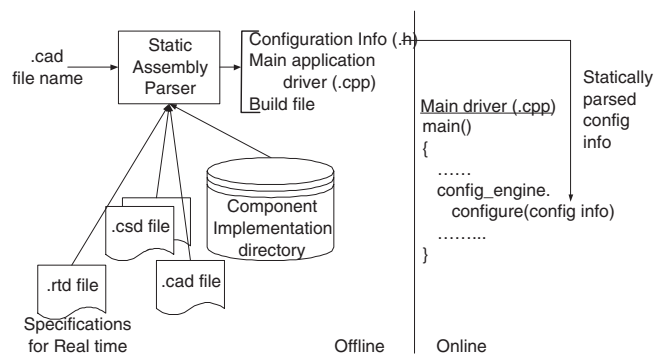 .cad
file name
Static
Assembly
Parser
Configuration Info (.h)
Main application
driver (.cpp)
Build file
Statically
parsed
config
info
Main driver (.cpp)
main()
{
……
config_engine.
configure(config info)
……...
}
Component
Implementation
directory
.csd file
.rtd file
.cad file
Specifications
for Real time
Offline
Online